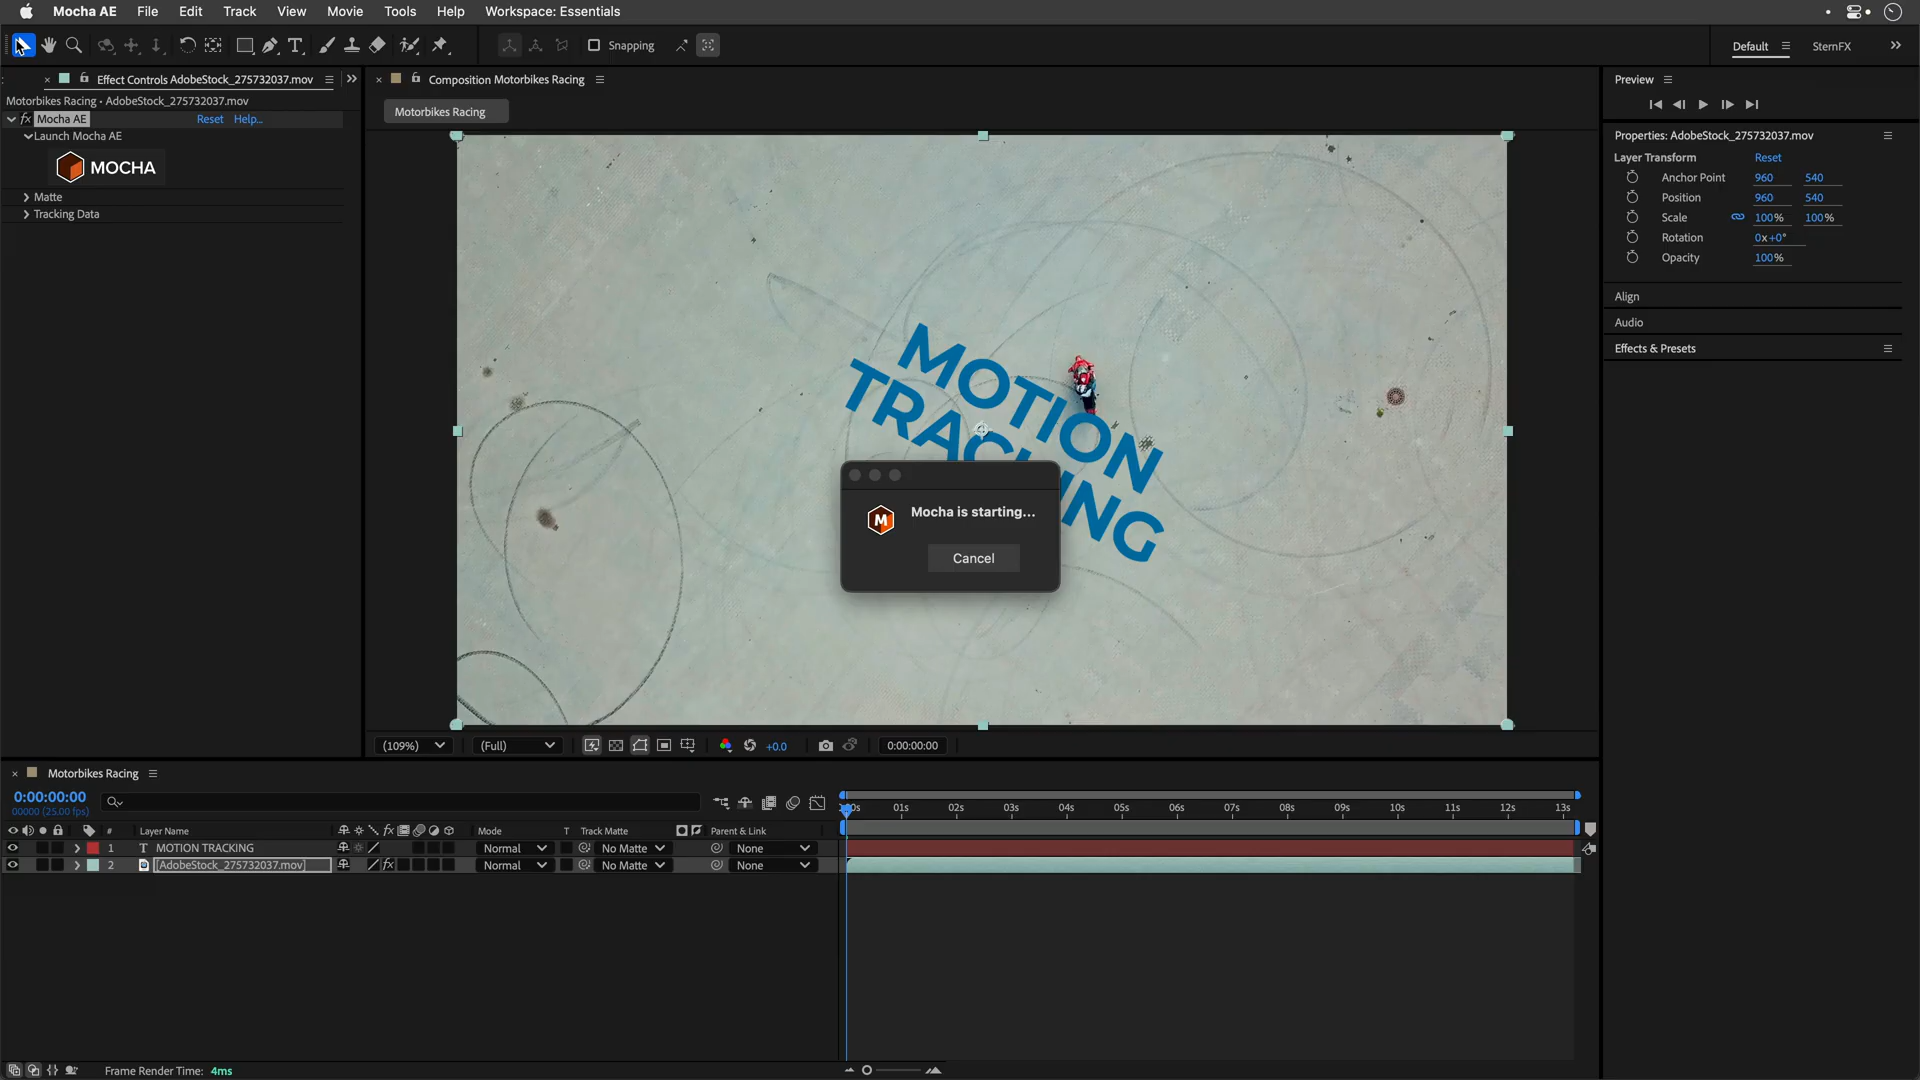 Mocha AE File Edit Track View Movie Tools Help Workspace: Essentials
Snapping
Default SternFX
Effect Controls AdobeStock_275732037.mov
Composition Motorbikes Racing
Preview
Motorbikes Racing • AdobeStock_275732037.mov
Motorbikes Racing
fx Mocha AE Reset Help...
Launch Mocha AE
MOCHA
Matte
Tracking Data
Properties: AdobeStock_275732037.mov
Layer Transform Reset
Anchor Point 960 540
Position 960 540
Scale 100% 100%
Rotation 0x+0°
Opacity 100%
Align
Audio
Effects & Presets
MOTION
TRACKING
Mocha is starting...
Cancel
(109%) (Full) +0.0 0:00:00:00
Motorbikes Racing
0:00:00:00
00000 (25.00 fps)
01s 02s 03s 04s 05s 06s 07s 08s 09s 10s 11s 12s 13s
# Layer Name fx Mode T Track Matte Parent & Link
1 T MOTION TRACKING Normal No Matte None
2 [AdobeStock_275732037.mov] fx Normal No Matte None
Frame Render Time: 4ms